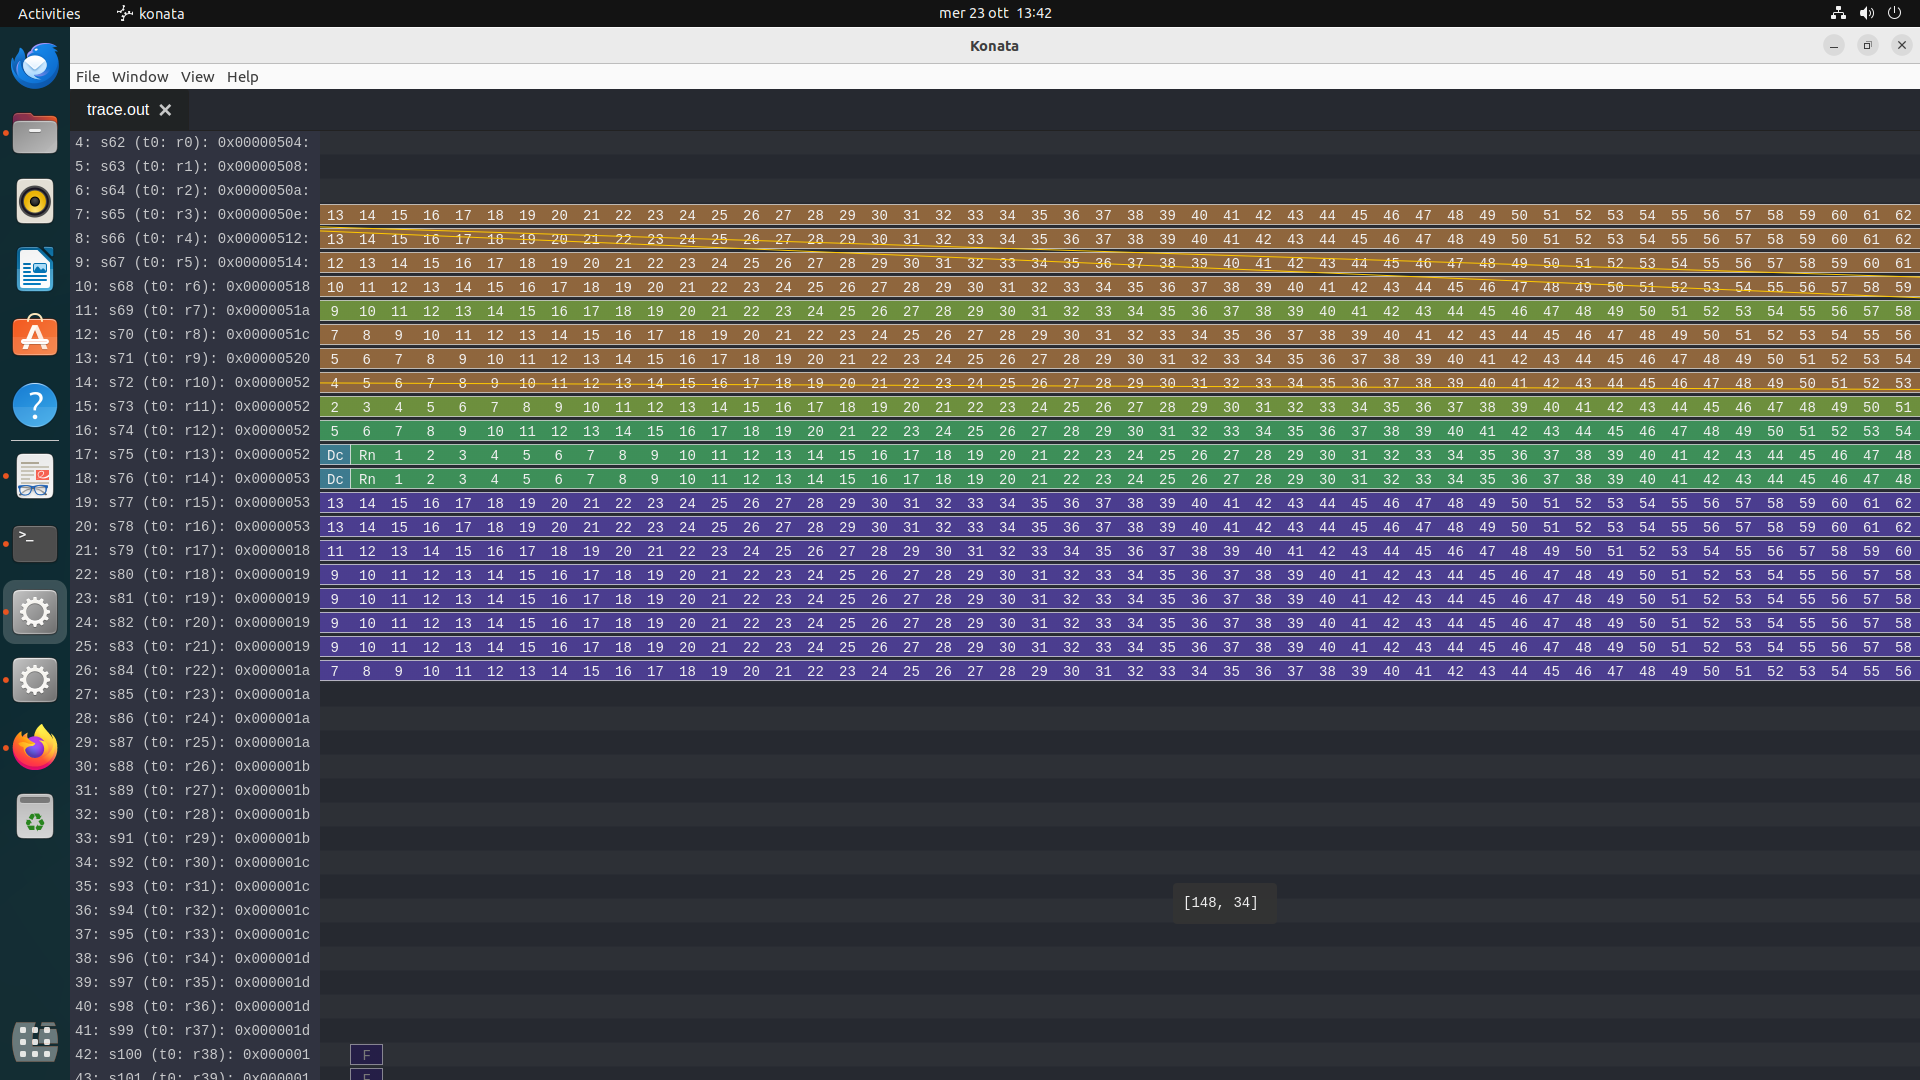 Activities konata mer 23 ott 13:42
Konata
File Window View Help
trace.out
4: s62 (t0: r0): 0x00000504:
5: s63 (t0: r1): 0x00000508:
6: s64 (t0: r2): 0x0000050a:
7: s65 (t0: r3): 0x0000050e: 13 14 15 16 17 18 19 20 21 22 23 24 25 26 27 28 29 30 31 32 33 34 35 36 37 38 39 40 41 42 43 44 45 46 47 48 49 50 51 52 53 54 55 56 57 58 59 60 61 62
8: s66 (t0: r4): 0x00000512: 13 14 15 16 17 18 19 20 21 22 23 24 25 26 27 28 29 30 31 32 33 34 35 36 37 38 39 40 41 42 43 44 45 46 47 48 49 50 51 52 53 54 55 56 57 58 59 60 61 62
9: s67 (t0: r5): 0x00000514: 12 13 14 15 16 17 18 19 20 21 22 23 24 25 26 27 28 29 30 31 32 33 34 35 36 37 38 39 40 41 42 43 44 45 46 47 48 49 50 51 52 53 54 55 56 57 58 59 60 61
10: s68 (t0: r6): 0x00000518 10 11 12 13 14 15 16 17 18 19 20 21 22 23 24 25 26 27 28 29 30 31 32 33 34 35 36 37 38 39 40 41 42 43 44 45 46 47 48 49 50 51 52 53 54 55 56 57 58 59
11: s69 (t0: r7): 0x0000051a 9 10 11 12 13 14 15 16 17 18 19 20 21 22 23 24 25 26 27 28 29 30 31 32 33 34 35 36 37 38 39 40 41 42 43 44 45 46 47 48 49 50 51 52 53 54 55 56 57 58
12: s70 (t0: r8): 0x0000051c 7 8 9 10 11 12 13 14 15 16 17 18 19 20 21 22 23 24 25 26 27 28 29 30 31 32 33 34 35 36 37 38 39 40 41 42 43 44 45 46 47 48 49 50 51 52 53 54 55 56
13: s71 (t0: r9): 0x00000520 5 6 7 8 9 10 11 12 13 14 15 16 17 18 19 20 21 22 23 24 25 26 27 28 29 30 31 32 33 34 35 36 37 38 39 40 41 42 43 44 45 46 47 48 49 50 51 52 53 54
14: s72 (t0: r10): 0x0000052 4 5 6 7 8 9 10 11 12 13 14 15 16 17 18 19 20 21 22 23 24 25 26 27 28 29 30 31 32 33 34 35 36 37 38 39 40 41 42 43 44 45 46 47 48 49 50 51 52 53
15: s73 (t0: r11): 0x0000052 2 3 4 5 6 7 8 9 10 11 12 13 14 15 16 17 18 19 20 21 22 23 24 25 26 27 28 29 30 31 32 33 34 35 36 37 38 39 40 41 42 43 44 45 46 47 48 49 50 51
16: s74 (t0: r12): 0x0000052 5 6 7 8 9 10 11 12 13 14 15 16 17 18 19 20 21 22 23 24 25 26 27 28 29 30 31 32 33 34 35 36 37 38 39 40 41 42 43 44 45 46 47 48 49 50 51 52 53 54
17: s75 (t0: r13): 0x0000052 Dc Rn 1 2 3 4 5 6 7 8 9 10 11 12 13 14 15 16 17 18 19 20 21 22 23 24 25 26 27 28 29 30 31 32 33 34 35 36 37 38 39 40 41 42 43 44 45 46 47 48
18: s76 (t0: r14): 0x0000053 Dc Rn 1 2 3 4 5 6 7 8 9 10 11 12 13 14 15 16 17 18 19 20 21 22 23 24 25 26 27 28 29 30 31 32 33 34 35 36 37 38 39 40 41 42 43 44 45 46 47 48
19: s77 (t0: r15): 0x0000053 13 14 15 16 17 18 19 20 21 22 23 24 25 26 27 28 29 30 31 32 33 34 35 36 37 38 39 40 41 42 43 44 45 46 47 48 49 50 51 52 53 54 55 56 57 58 59 60 61 62
20: s78 (t0: r16): 0x0000053 13 14 15 16 17 18 19 20 21 22 23 24 25 26 27 28 29 30 31 32 33 34 35 36 37 38 39 40 41 42 43 44 45 46 47 48 49 50 51 52 53 54 55 56 57 58 59 60 61 62
21: s79 (t0: r17): 0x0000018 11 12 13 14 15 16 17 18 19 20 21 22 23 24 25 26 27 28 29 30 31 32 33 34 35 36 37 38 39 40 41 42 43 44 45 46 47 48 49 50 51 52 53 54 55 56 57 58 59 60
22: s80 (t0: r18): 0x0000019 9 10 11 12 13 14 15 16 17 18 19 20 21 22 23 24 25 26 27 28 29 30 31 32 33 34 35 36 37 38 39 40 41 42 43 44 45 46 47 48 49 50 51 52 53 54 55 56 57 58
23: s81 (t0: r19): 0x0000019 9 10 11 12 13 14 15 16 17 18 19 20 21 22 23 24 25 26 27 28 29 30 31 32 33 34 35 36 37 38 39 40 41 42 43 44 45 46 47 48 49 50 51 52 53 54 55 56 57 58
24: s82 (t0: r20): 0x0000019 9 10 11 12 13 14 15 16 17 18 19 20 21 22 23 24 25 26 27 28 29 30 31 32 33 34 35 36 37 38 39 40 41 42 43 44 45 46 47 48 49 50 51 52 53 54 55 56 57 58
25: s83 (t0: r21): 0x0000019 9 10 11 12 13 14 15 16 17 18 19 20 21 22 23 24 25 26 27 28 29 30 31 32 33 34 35 36 37 38 39 40 41 42 43 44 45 46 47 48 49 50 51 52 53 54 55 56 57 58
26: s84 (t0: r22): 0x000001a 7 8 9 10 11 12 13 14 15 16 17 18 19 20 21 22 23 24 25 26 27 28 29 30 31 32 33 34 35 36 37 38 39 40 41 42 43 44 45 46 47 48 49 50 51 52 53 54 55 56
27: s85 (t0: r23): 0x000001a
28: s86 (t0: r24): 0x000001a
29: s87 (t0: r25): 0x000001a
30: s88 (t0: r26): 0x000001b
31: s89 (t0: r27): 0x000001b
32: s90 (t0: r28): 0x000001b
33: s91 (t0: r29): 0x000001b
34: s92 (t0: r30): 0x000001c
35: s93 (t0: r31): 0x000001c
[148, 34]
36: s94 (t0: r32): 0x000001c
37: s95 (t0: r33): 0x000001c
38: s96 (t0: r34): 0x000001d
39: s97 (t0: r35): 0x000001d
40: s98 (t0: r36): 0x000001d
41: s99 (t0: r37): 0x000001d
42: s100 (t0: r38): 0x000001 F
43: s101 (t0: r39): 0x000001 F